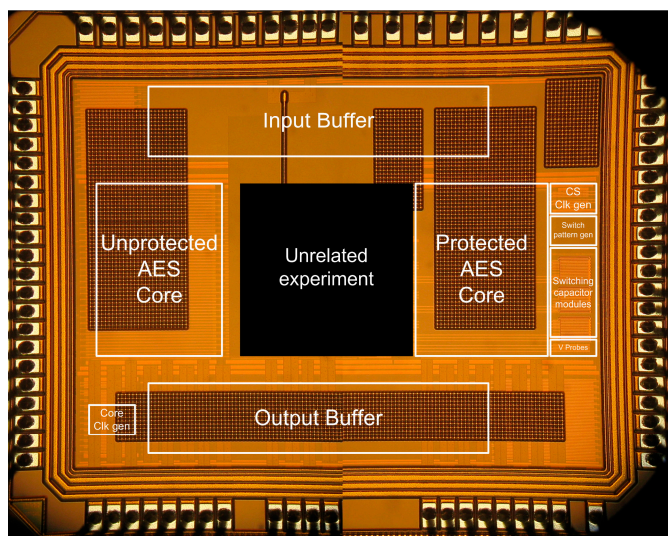 Input Buffer
Unprotected
AES
Core
Unrelated
experiment
Protected
AES
Core
CS
Clk gen
Switch
pattern gen
Switching
capacitor
modules
V Probes
Core
Clk gen
Output Buffer